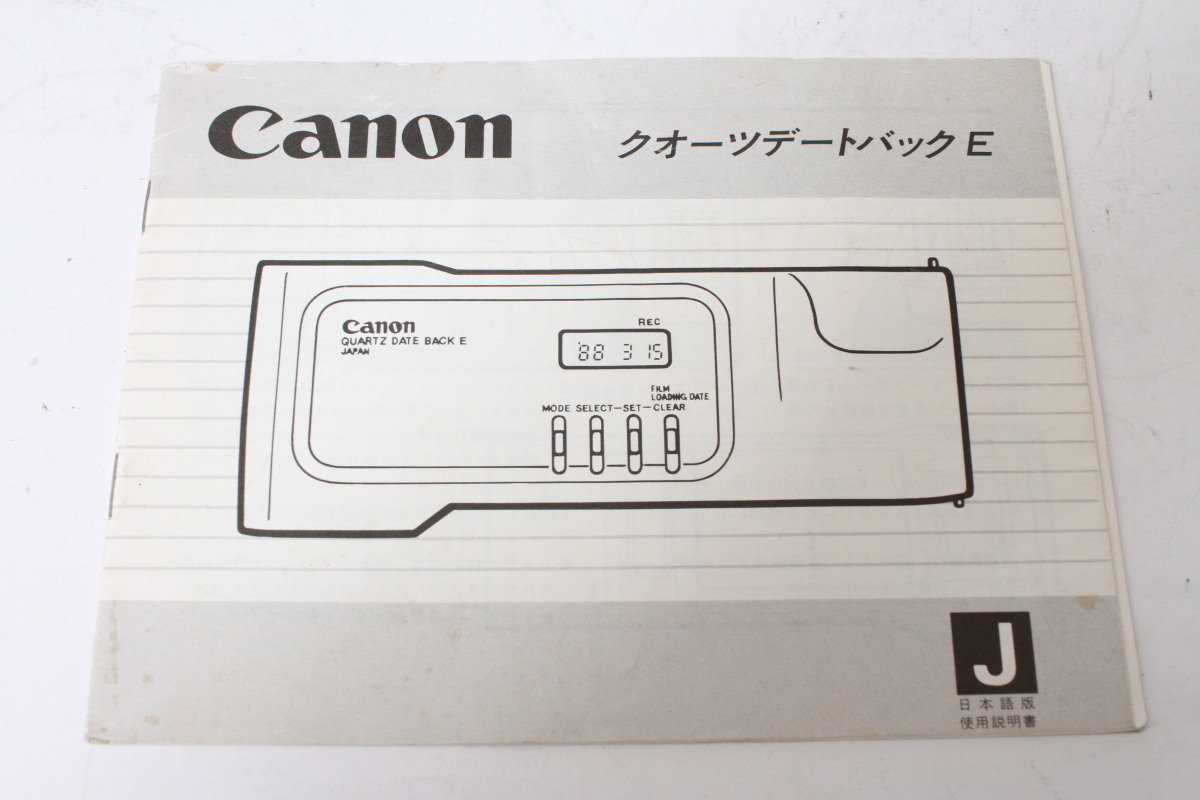 Canon
クオーツデートバック E
Canon
QUARTZ DATE BACK E
JAPAN
REC
'88 3 15
FILM
LOADING DATE
MODE SELECT—SET—CLEAR
J
日本語版
使用説明書